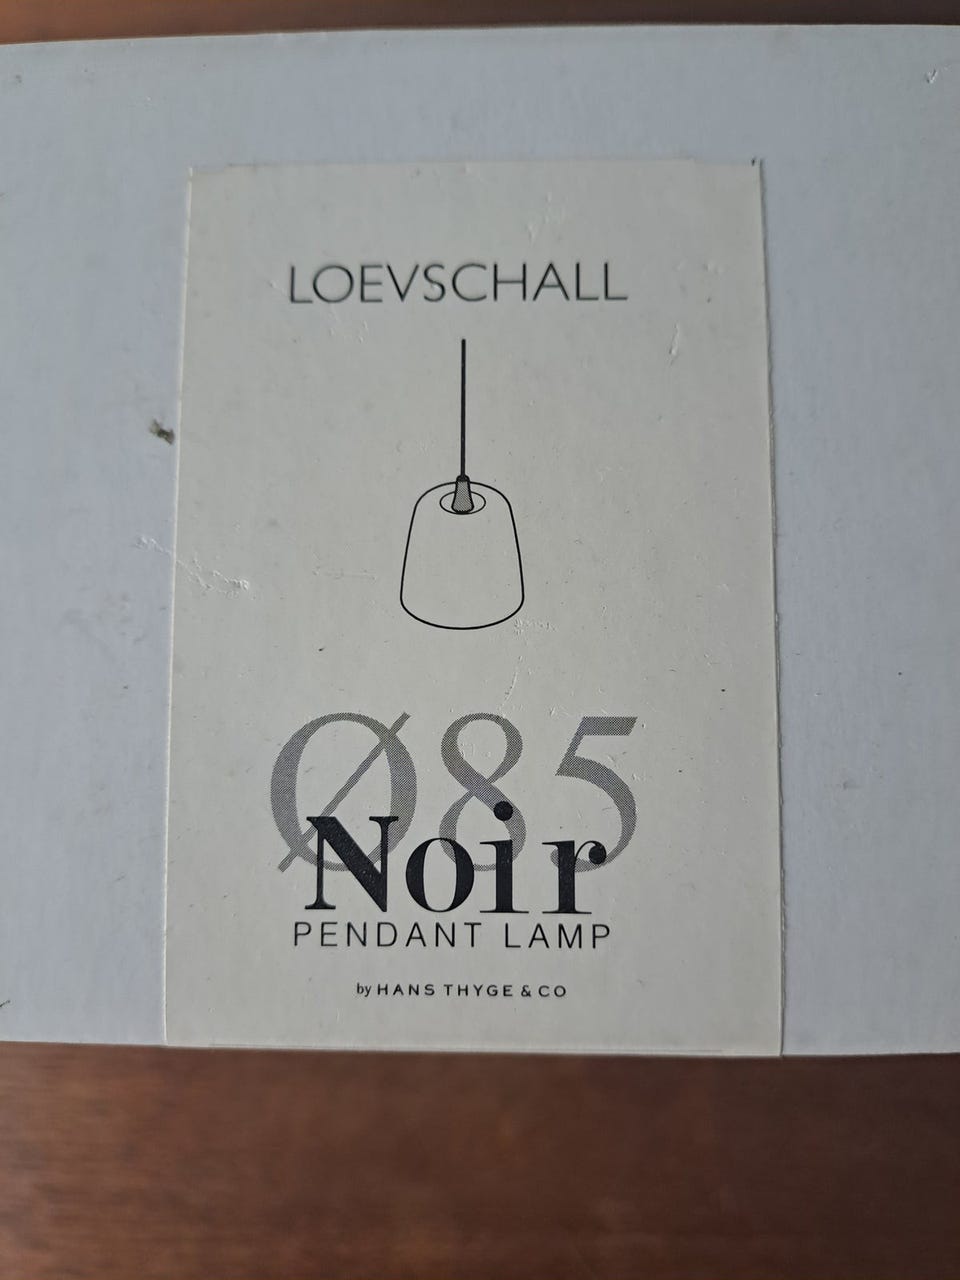 LOEVSCHALL
Ø85
Noir
PENDANT LAMP
by HANS THYGE & CO